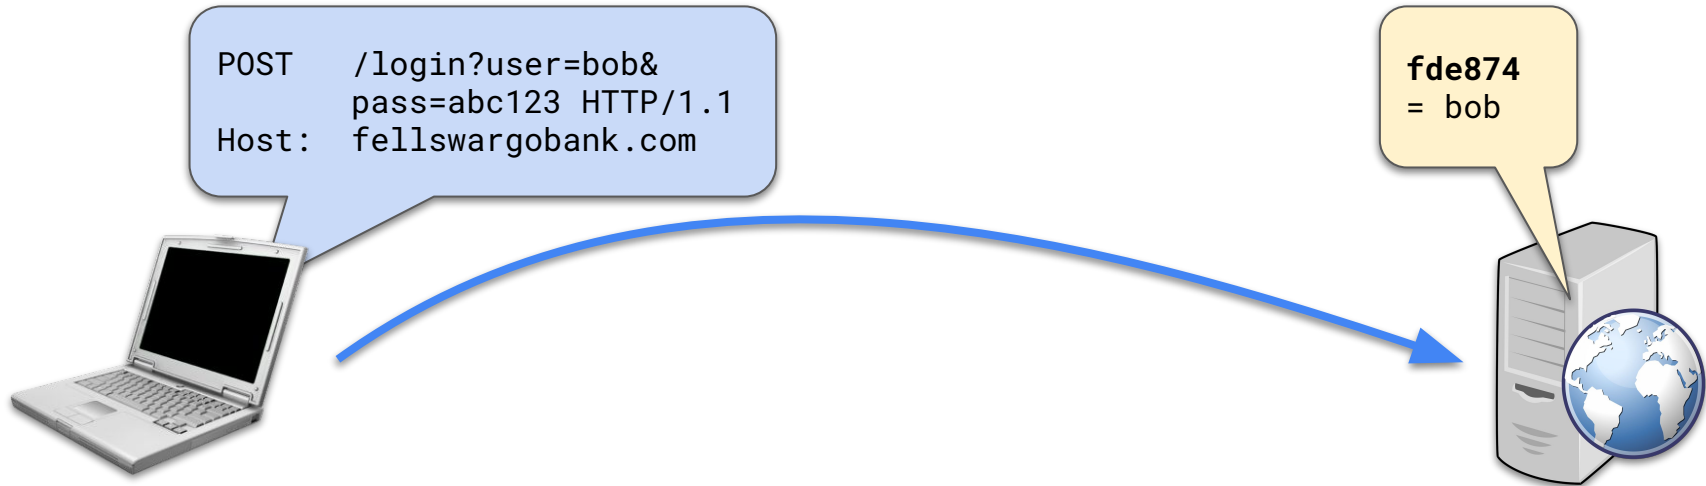 POST /login?user=bob&
pass=abc123 HTTP/1.1
Host: fellswargobank.com
fde874
= bob